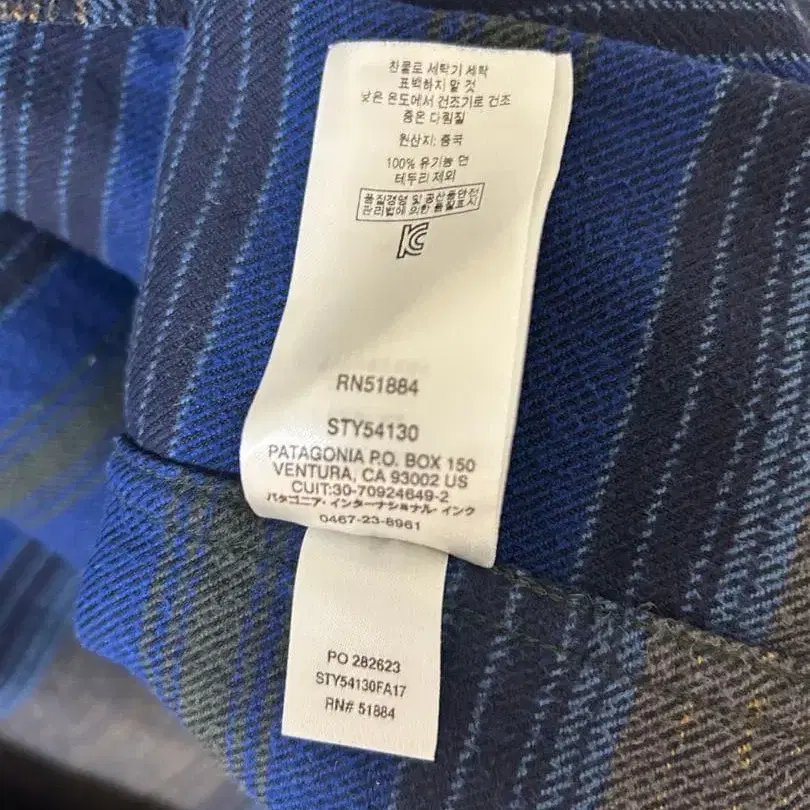 찬물로 세탁기 세탁
표백하지 말 것
낮은 온도에서 건조기로 건조
중온 다림질
원산지: 중국
100% 유기농 면
테두리 제외
품질경영 및 공산품안전
관리법에 의한 품질표시
RN51884
STY54130
PATAGONIA P.O. BOX 150
VENTURA, CA 93002 US
CUIT:30-70924649-2
パタゴニア・インターナショナル・インク
0467-23-8961
PO 282623
STY54130FA17
RN# 51884